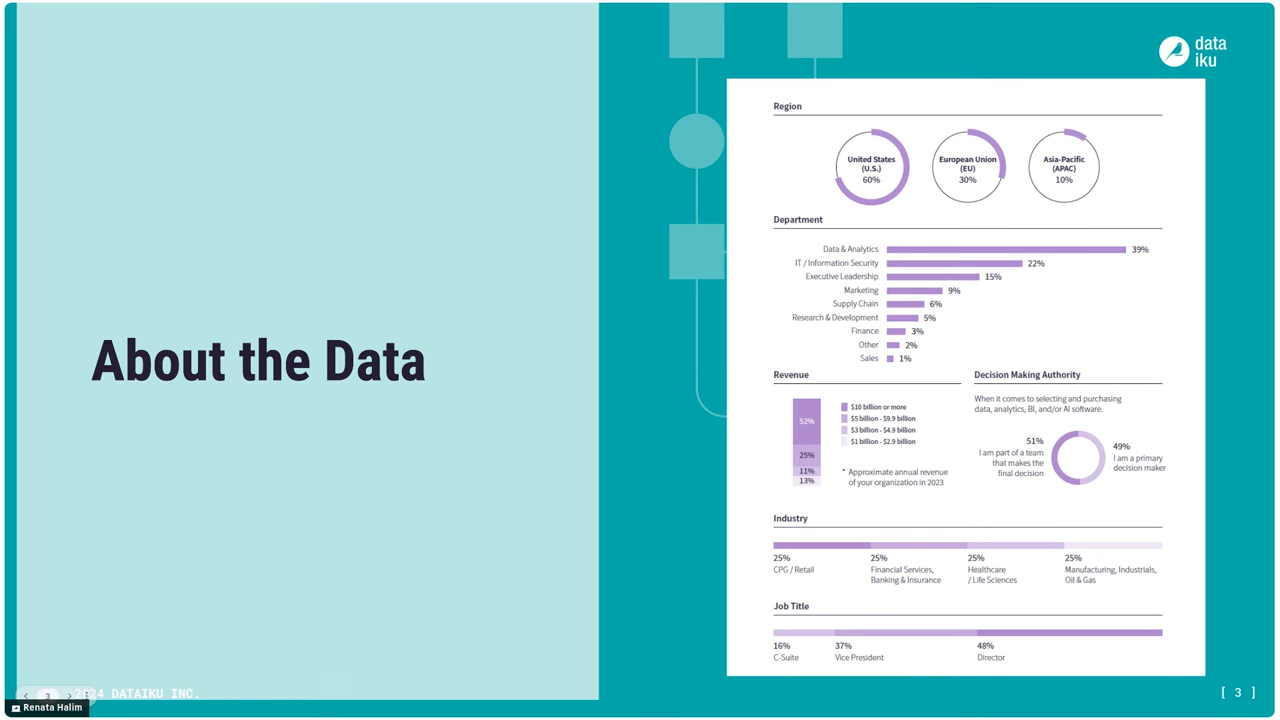 data
iku
About the Data
Region
United States
(U.S.)
60%
European Union
(EU)
30%
Asia-Pacific
(APAC)
10%
Department
Data & Analytics 39%
IT / Information Security 22%
Executive Leadership 15%
Marketing 9%
Supply Chain 6%
Research & Development 5%
Finance 3%
Other 2%
Sales 1%
Revenue
52%
25%
11%
13%
$10 billion or more
$5 billion - $9.9 billion
$3 billion - $4.9 billion
$1 billion - $2.9 billion
* Approximate annual revenue
of your organization in 2023
Decision Making Authority
When it comes to selecting and purchasing
data, analytics, BI, and/or AI software.
51%
I am part of a team
that makes the
final decision
49%
I am a primary
decision maker
Industry
25%
CPG / Retail
25%
Financial Services,
Banking & Insurance
25%
Healthcare
/ Life Sciences
25%
Manufacturing, Industrials,
Oil & Gas
Job Title
16%
C-Suite
37%
Vice President
48%
Director
3
DATAIKU INC.
Renata Halim
[ 3 ]